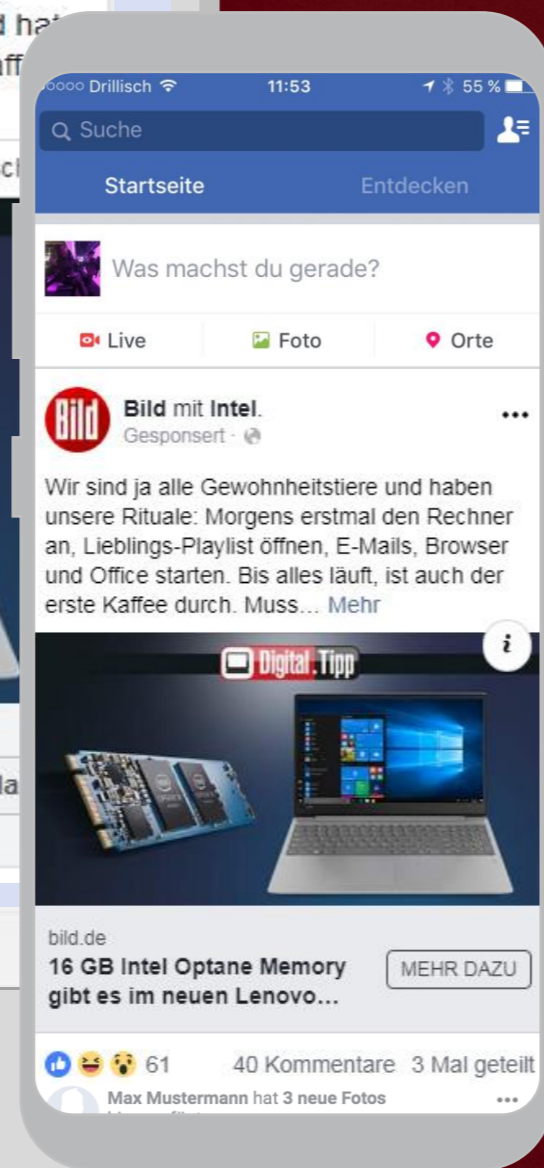 Drillisch
11:53
55 %
Suche
Startseite
Entdecken
Was machst du gerade?
Live
Foto
Orte
Bild
Bild mit Intel.
Gesponsert ·
Wir sind ja alle Gewohnheitstiere und haben
unsere Rituale: Morgens erstmal den Rechner
an, Lieblings-Playlist öffnen, E-Mails, Browser
und Office starten. Bis alles läuft, ist auch der
erste Kaffee durch. Muss... Mehr
i
Digital.Tipp
bild.de
16 GB Intel Optane Memory
gibt es im neuen Lenovo...
MEHR DAZU
61
40 Kommentare
3 Mal geteilt
Max Mustermann hat 3 neue Fotos